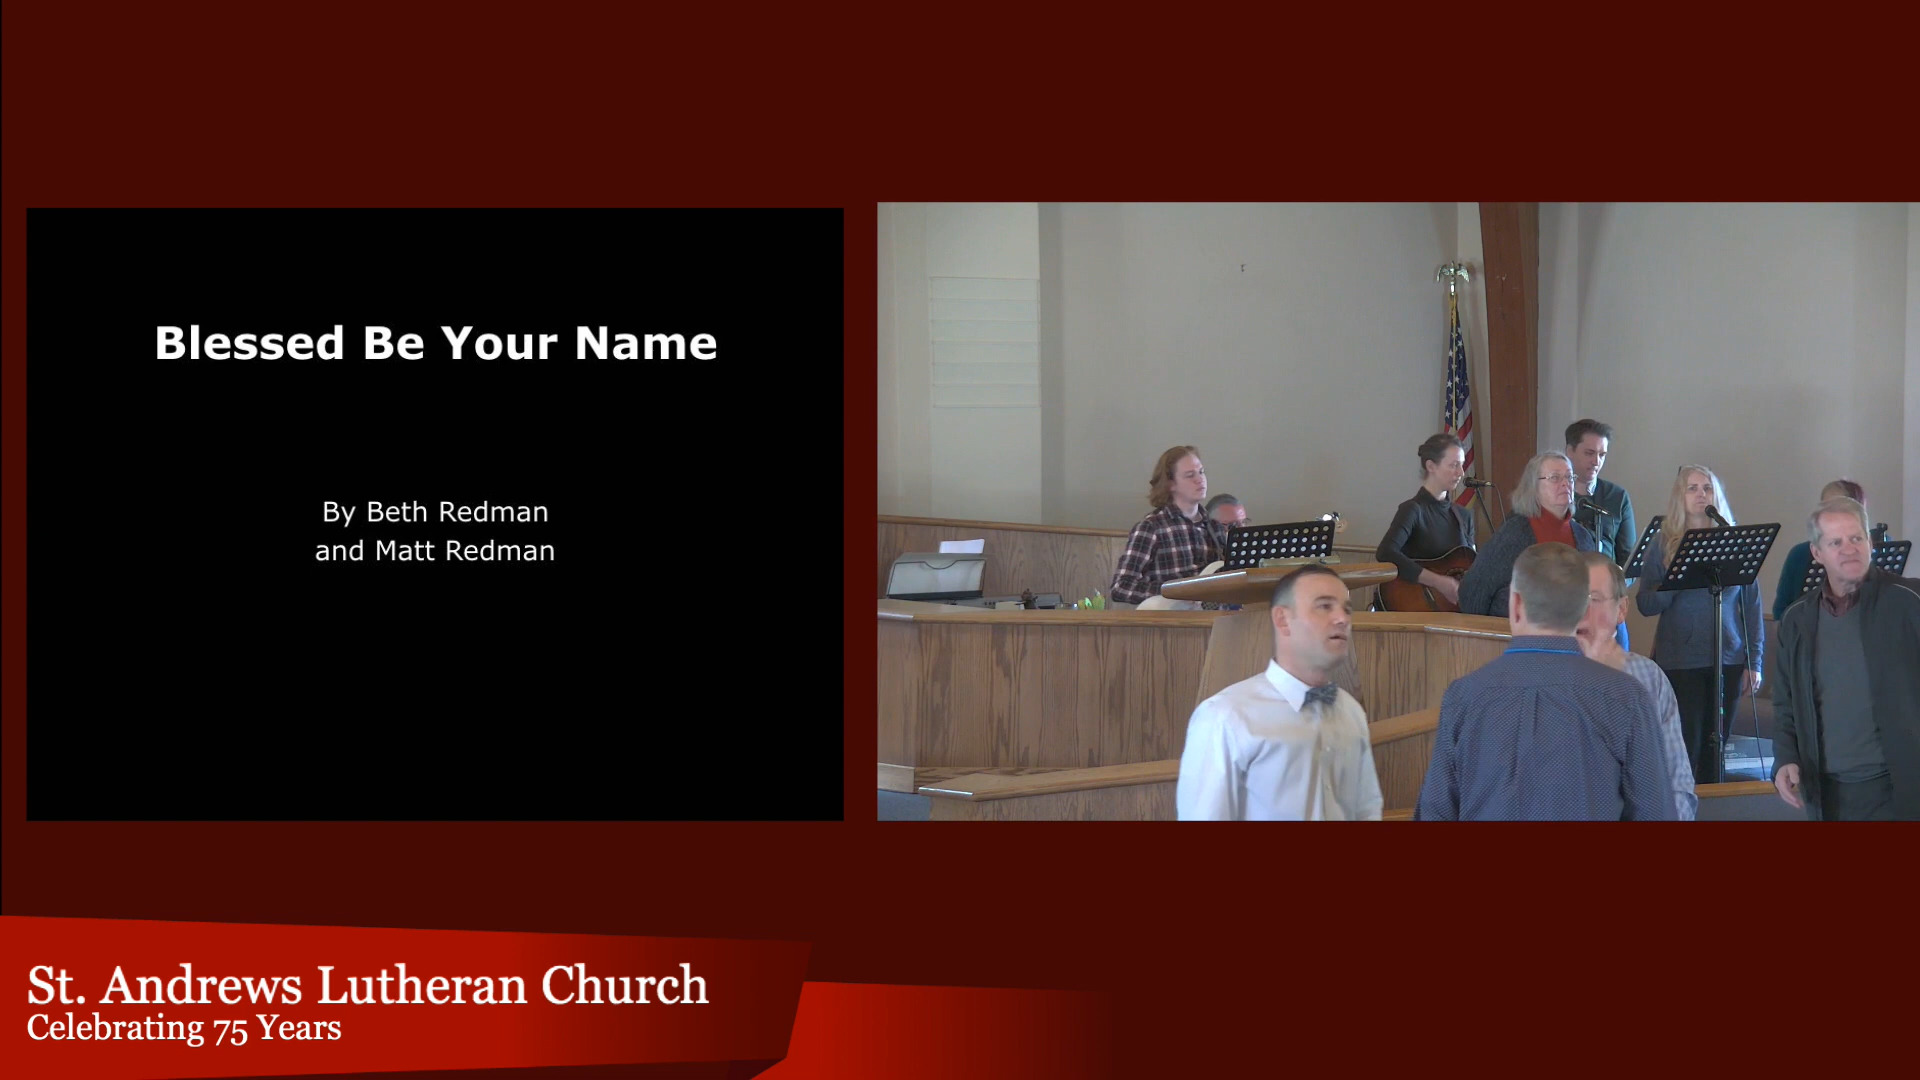 Blessed Be Your Name
By Beth Redman
and Matt Redman
St. Andrews Lutheran Church
Celebrating 75 Years